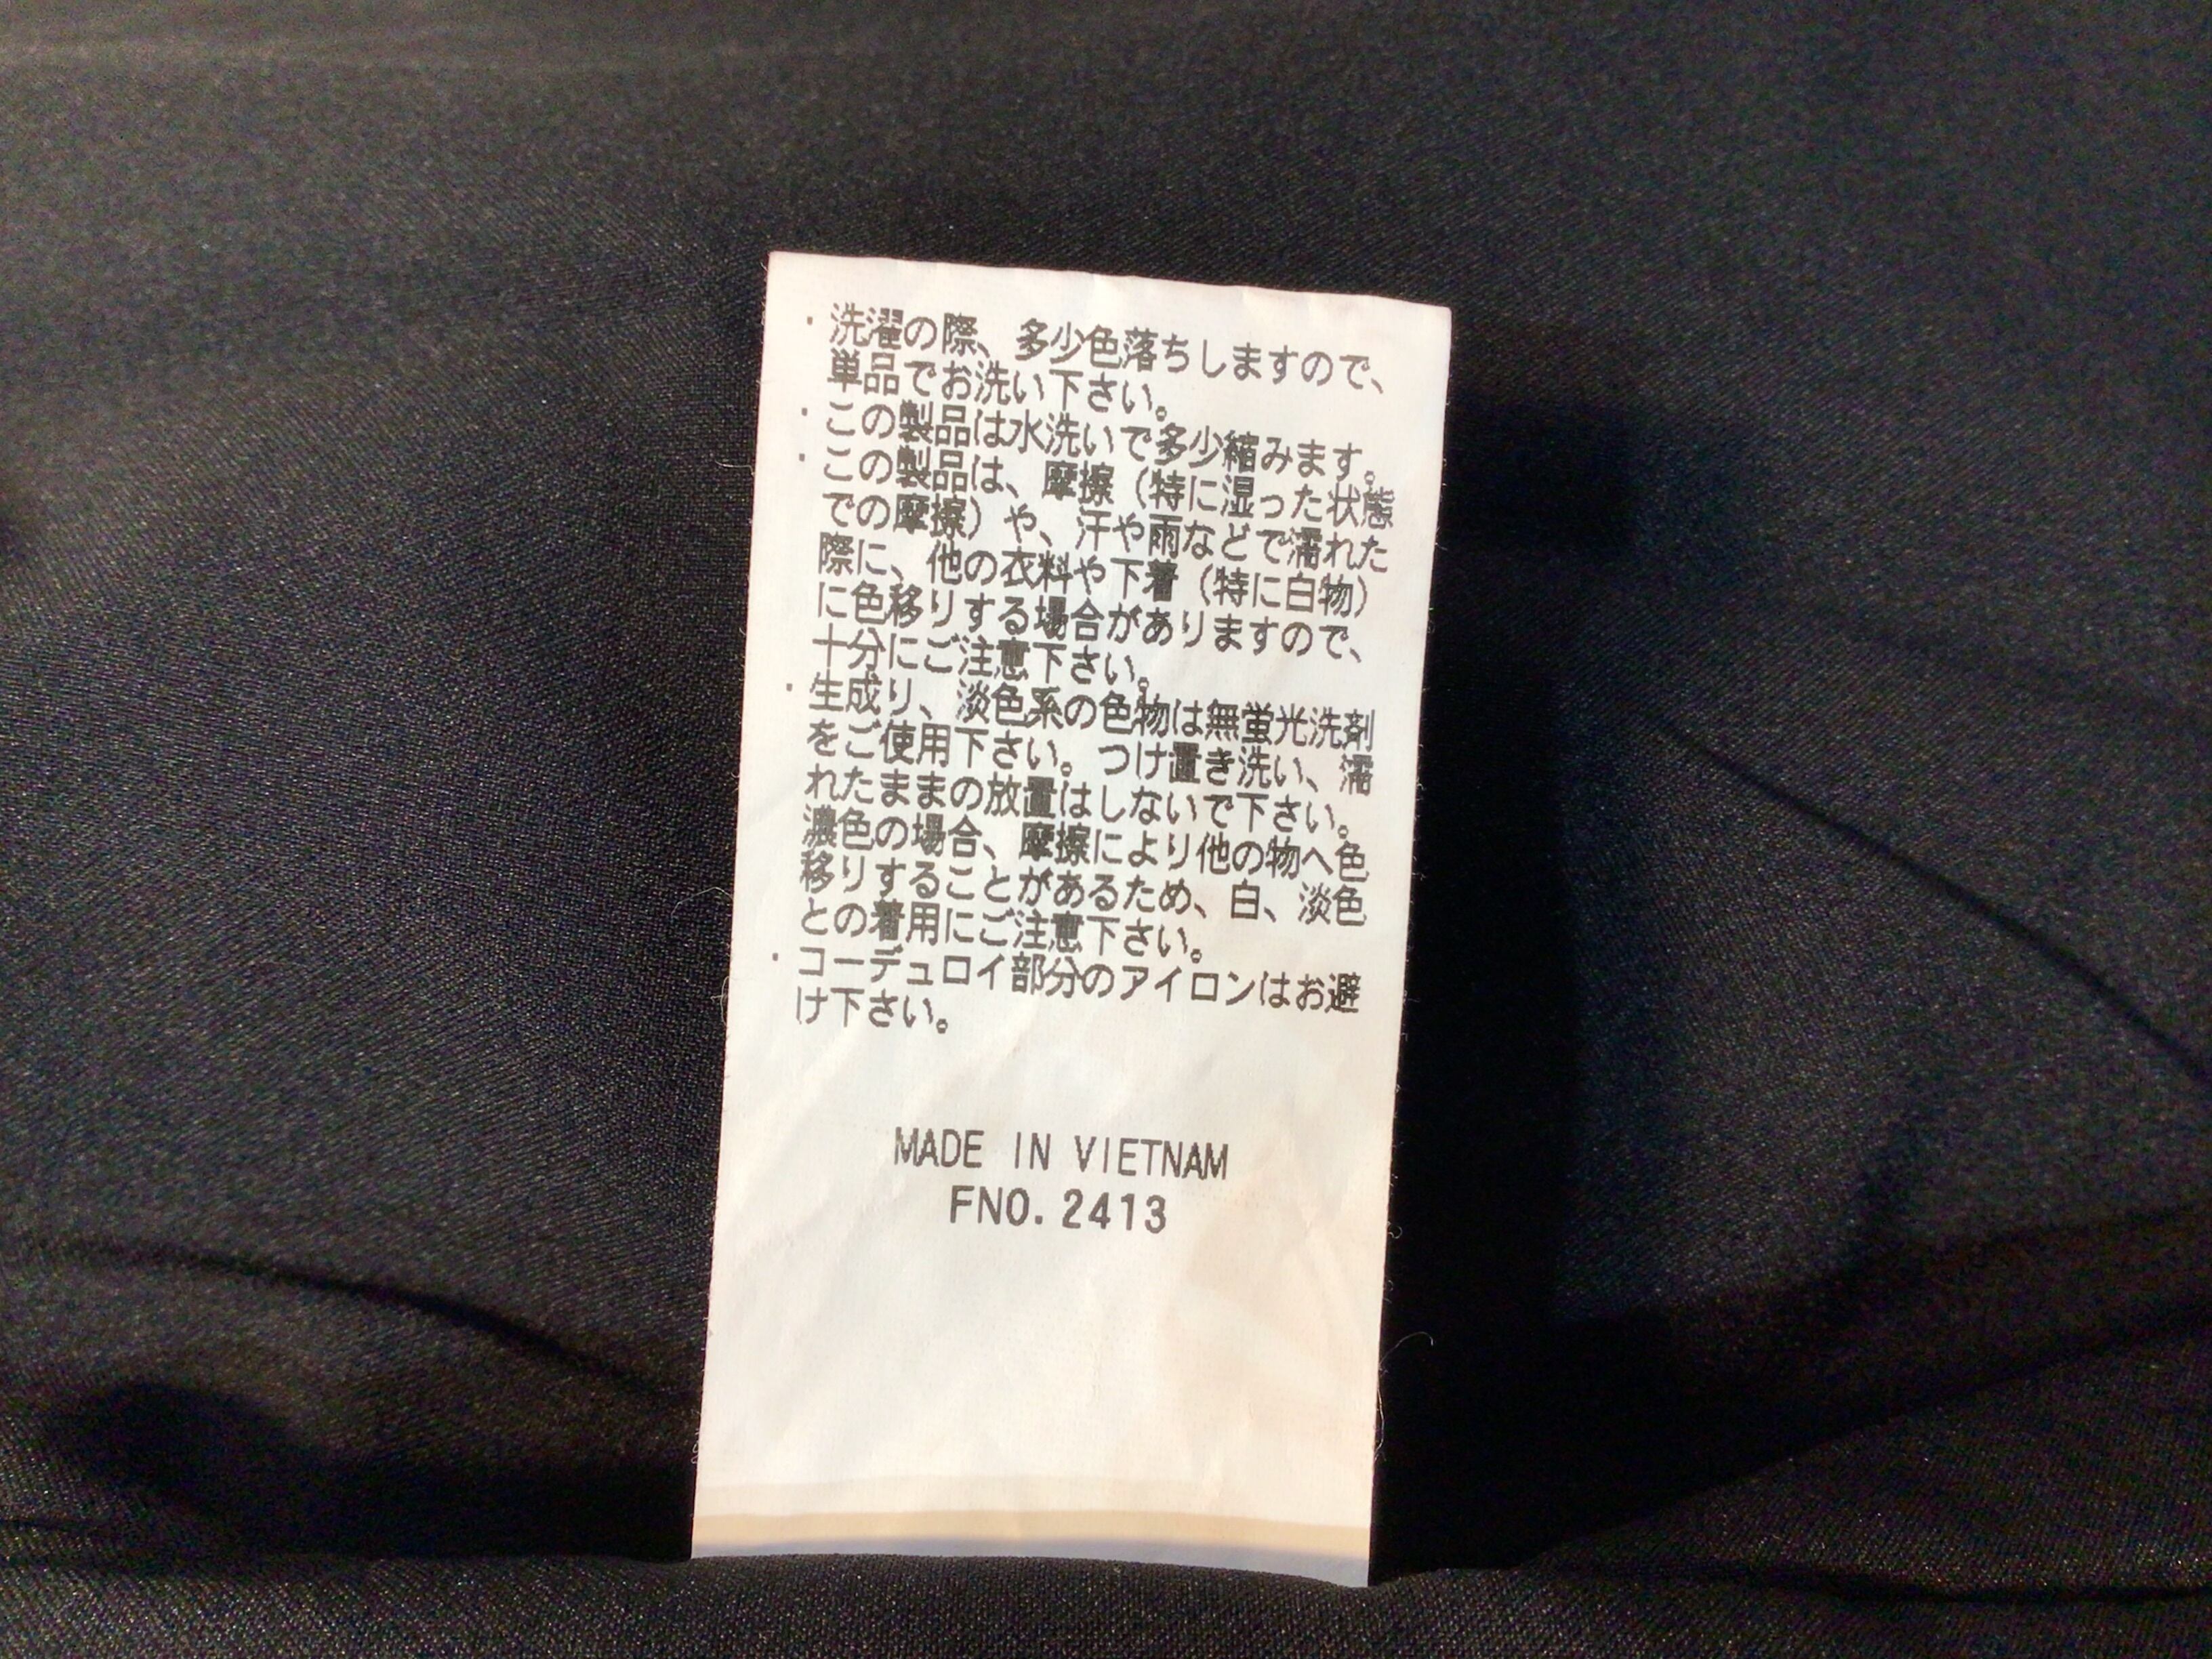 ・洗濯の際、多少色落ちしますので、
単品でお洗い下さい。
・この製品は水洗いで多少縮みます。
・この製品は、摩擦（特に湿った状態
での摩擦）や、汗や雨などで濡れた
際に、他の衣料や下着（特に白物）
に色移りする場合がありますので、
十分にご注意下さい。
・生成り、淡色系の色物は無蛍光洗剤
をご使用下さい。つけ置き洗い、濡
れたままの放置はしないで下さい。
濃色の場合、摩擦により他の物へ色
移りすることがあるため、白、淡色
との着用にご注意下さい。
・コーデュロイ部分のアイロンはお避
け下さい。
MADE IN VIETNAM
FNO. 2413